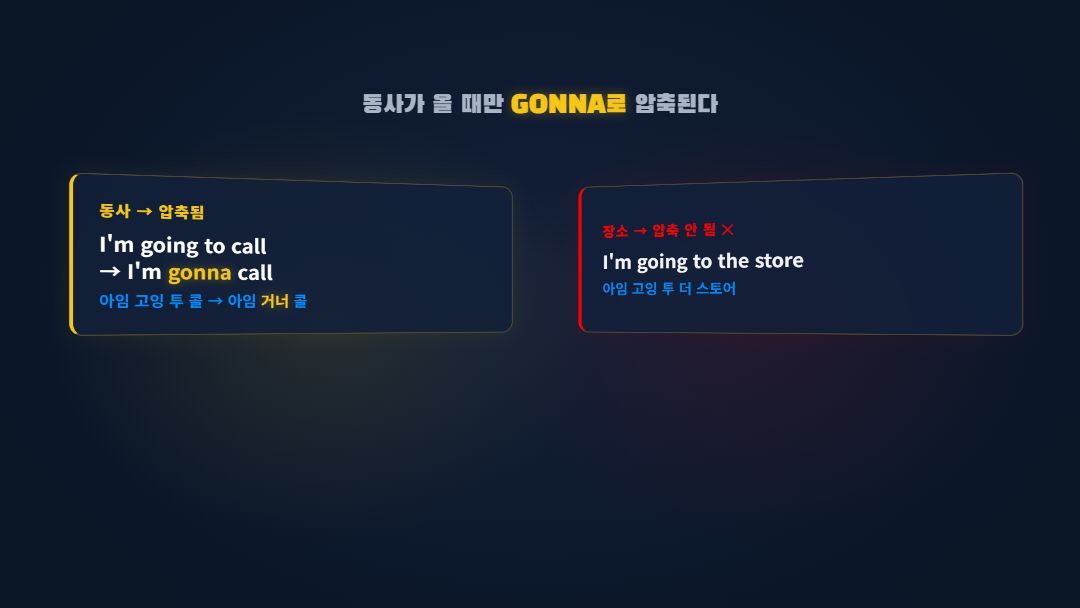 동사가 올 때만 GONNA로 압축된다
동사 → 압축됨
I'm going to call
→ I'm gonna call
아임 고잉 투 콜 → 아임 거너 콜
장소 → 압축 안 됨 ✕
I'm going to the store
아임 고잉 투 더 스토어